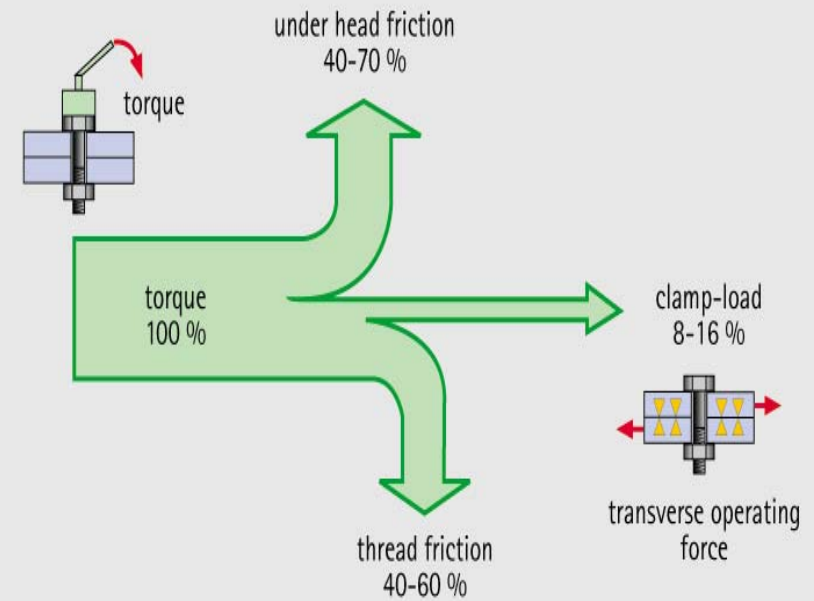 under head friction
40-70 %
torque
torque
100 %
clamp-load
8-16 %
transverse operating
force
thread friction
40-60 %